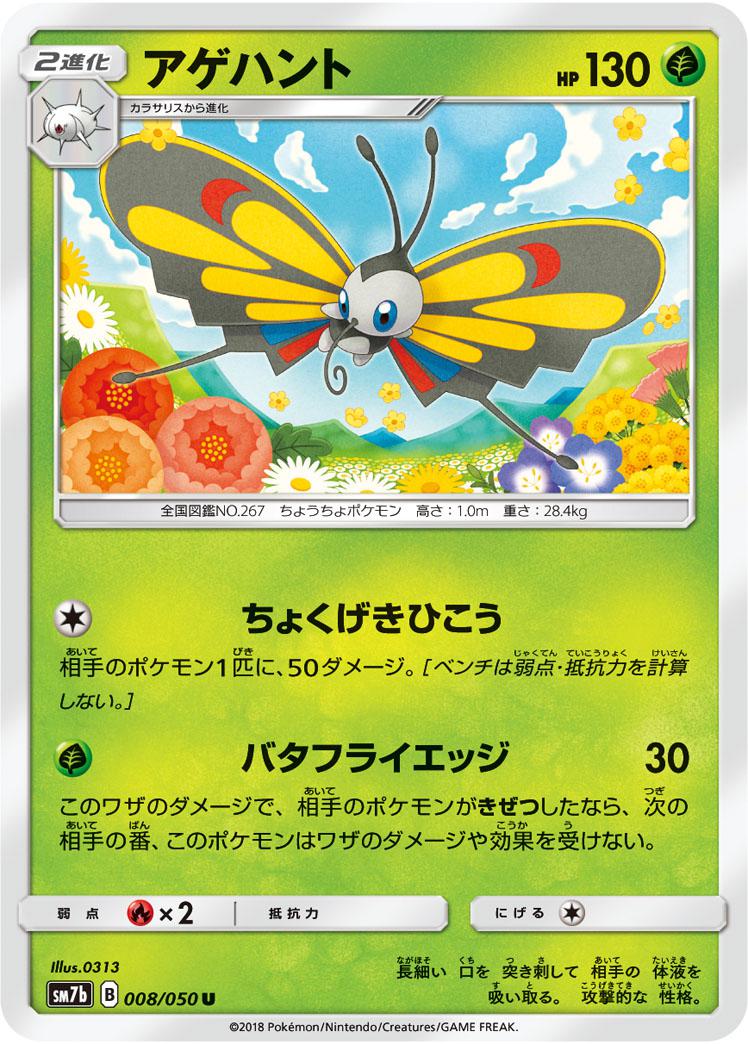 2進化
アゲハント
HP 130
カラサリスから進化
全国図鑑NO.267 ちょうちょポケモン 高さ:1.0m 重さ:28.4kg
ちょくげきひこう
相手のポケモン1匹に、50ダメージ。[ベンチは弱点・抵抗力を計算
しない。]
バタフライエッジ 30
このワザのダメージで、相手のポケモンがきぜつしたなら、次の
相手の番、このポケモンはワザのダメージや効果を受けない。
弱点 ×2 抵抗力 にげる
Illus.0313
長細い 口を 突き刺して 相手の 体液を
吸い取る。 攻撃的な 性格。
sm7b B 008/050 U
©2018 Pokémon/Nintendo/Creatures/GAME FREAK.